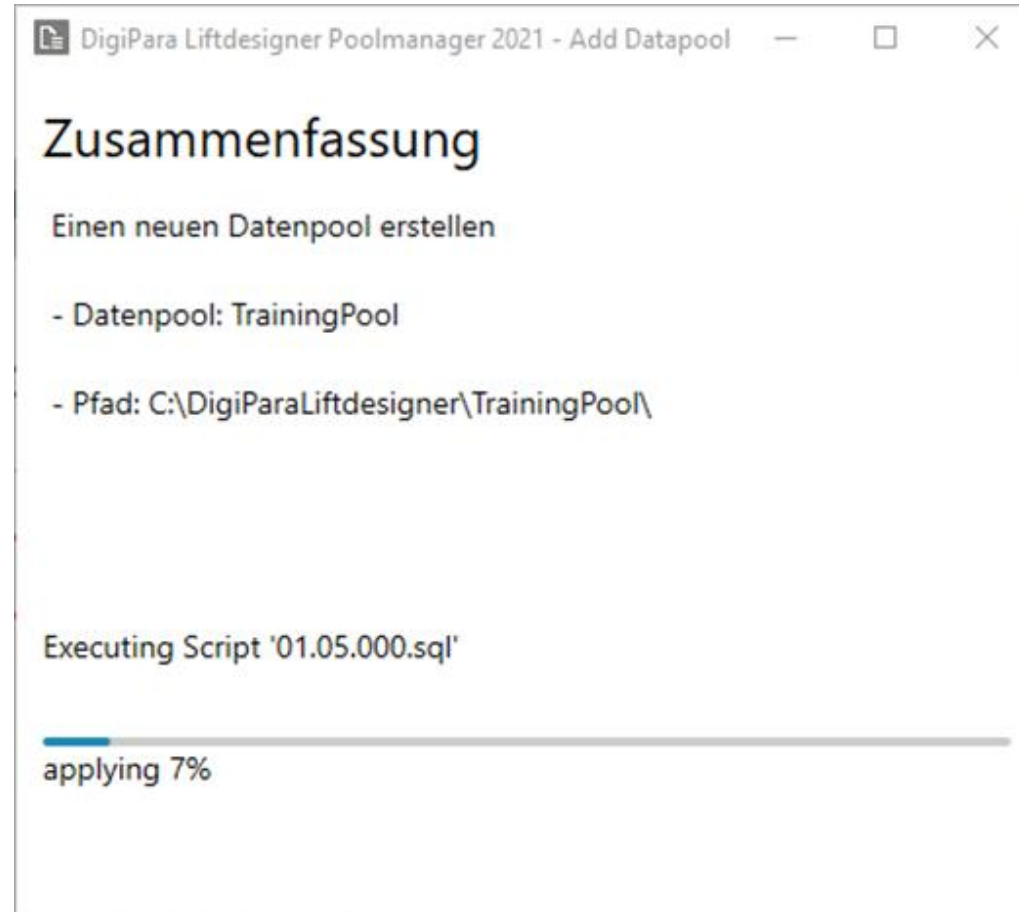 DigiPara Liftdesigner Poolmanager 2021 - Add Datapool
Zusammenfassung
Einen neuen Datenpool erstellen
- Datenpool: TrainingPool
- Pfad: C:\DigiParaLiftdesigner\TrainingPool\
Executing Script '01.05.000.sql'
applying 7%